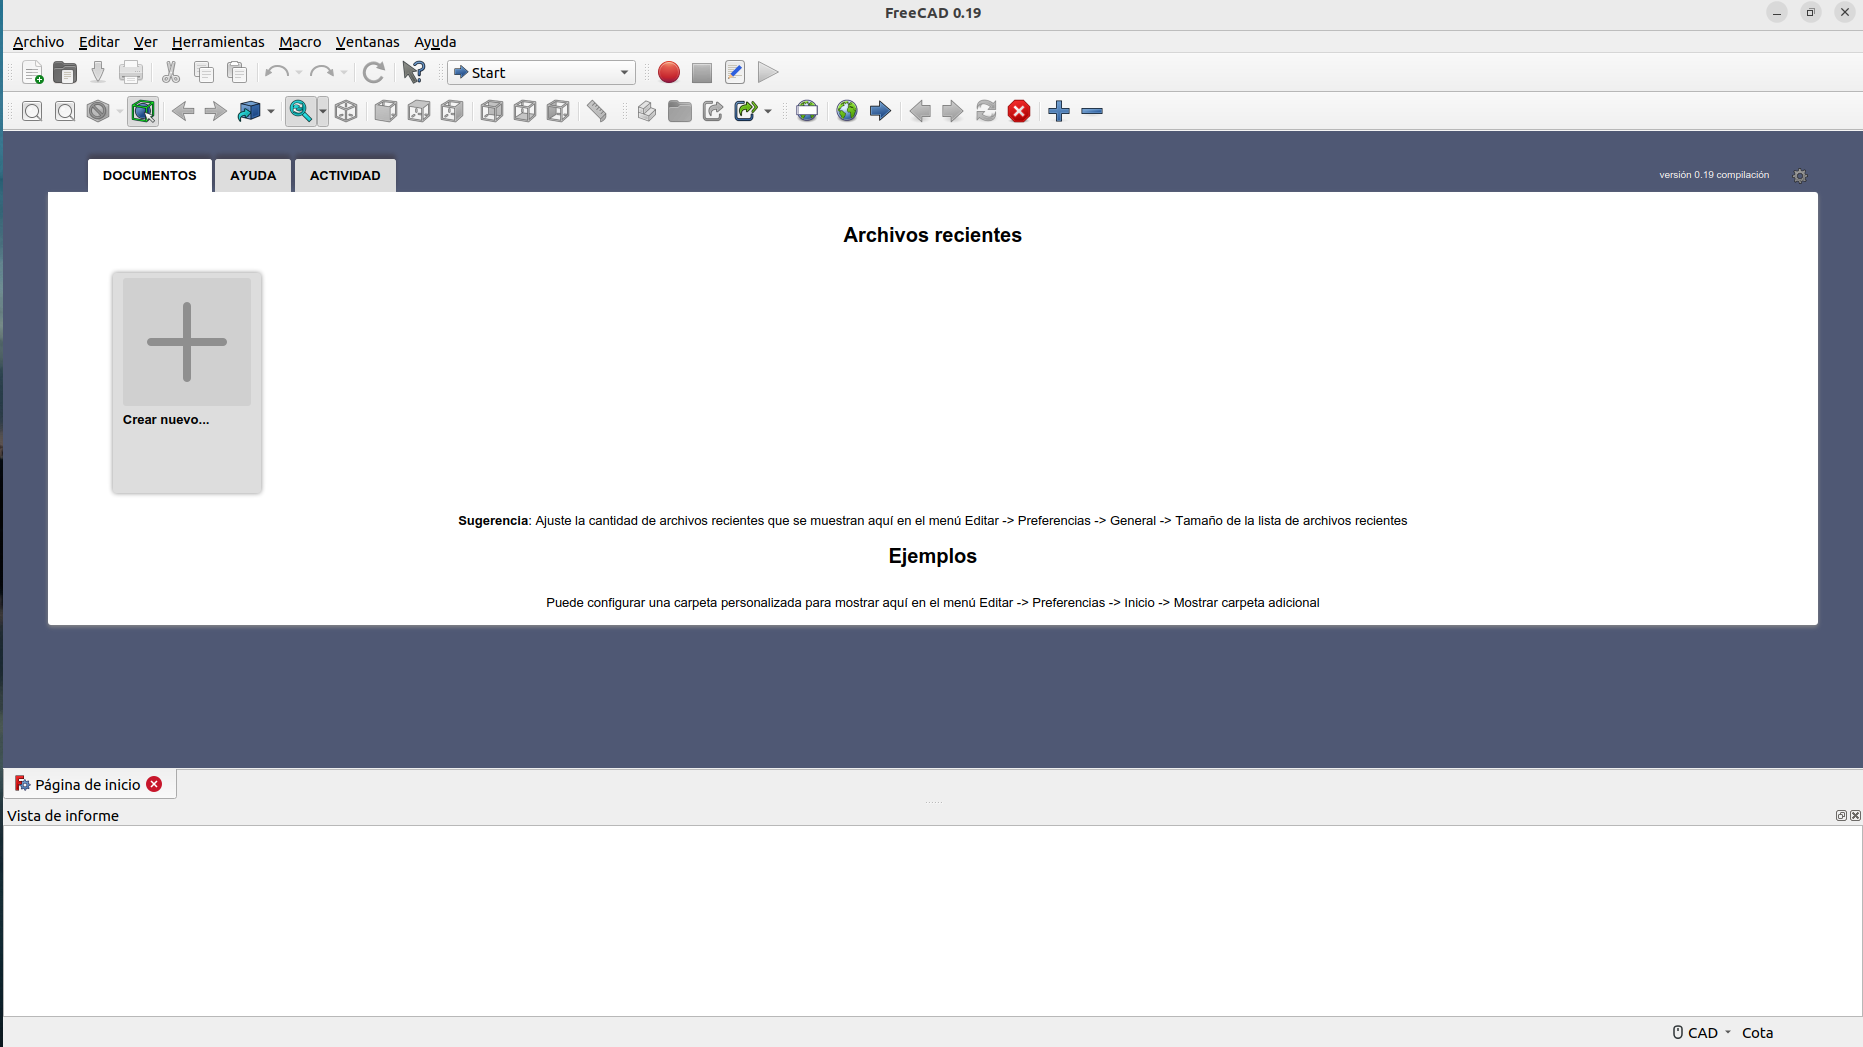 FreeCAD 0.19
Archivo Editar Ver Herramientas Macro Ventanas Ayuda
Start
DOCUMENTOS AYUDA ACTIVIDAD
versión 0.19 compilación
Archivos recientes
Crear nuevo...
Sugerencia: Ajuste la cantidad de archivos recientes que se muestran aquí en el menú Editar -> Preferencias -> General -> Tamaño de la lista de archivos recientes
Ejemplos
Puede configurar una carpeta personalizada para mostrar aquí en el menú Editar -> Preferencias -> Inicio -> Mostrar carpeta adicional
Página de inicio
Vista de informe
CAD Cota